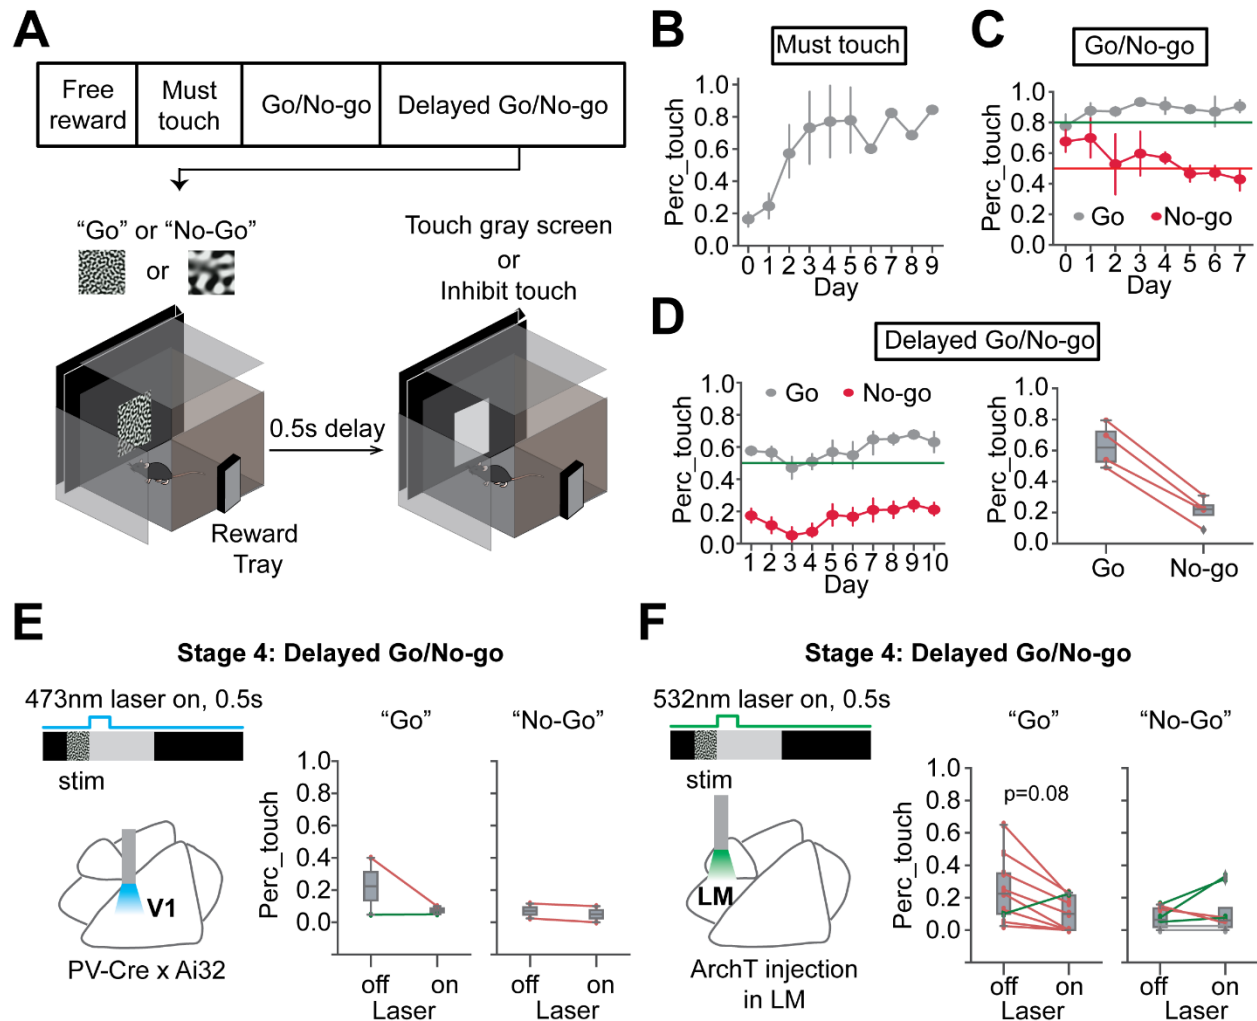 A
Free
reward
Must
touch
Go/No-go
Delayed Go/No-go
“Go” or “No-Go”
or
Touch gray screen
or
Inhibit touch
0.5s delay
Reward
Tray
B
Must touch
Perc_touch
1.0
0.8
0.6
0.4
0.2
0.0
0 1 2 3 4 5 6 7 8 9
Day
C
Go/No-go
Perc_touch
1.0
0.8
0.6
0.4
0.2
0.0
Go No-go
0 1 2 3 4 5 6 7
Day
D
Delayed Go/No-go
Perc_touch
1.0
0.8
0.6
0.4
0.2
0.0
Go No-go
1 2 3 4 5 6 7 8 9 10
Day
Perc_touch
1.0
0.8
0.6
0.4
0.2
0.0
Go No-go
E
Stage 4: Delayed Go/No-go
473nm laser on, 0.5s
stim
V1
PV-Cre x Ai32
“Go” “No-Go”
Perc_touch
1.0
0.8
0.6
0.4
0.2
0.0
off on off on
Laser Laser
F
Stage 4: Delayed Go/No-go
532nm laser on, 0.5s
stim
LM
ArchT injection
in LM
“Go” “No-Go”
Perc_touch
1.0
0.8
0.6
0.4
0.2
0.0
p=0.08
off on off on
Laser Laser